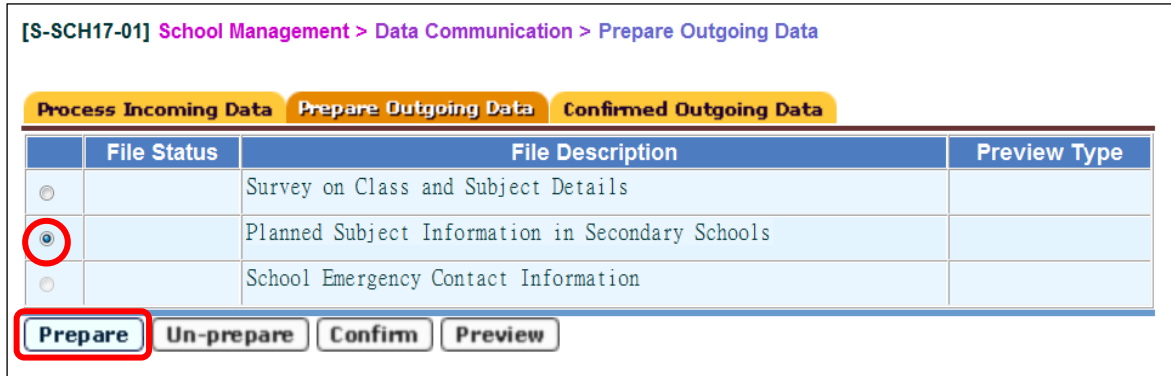 [S-SCH17-01] School Management > Data Communication > Prepare Outgoing Data
Process Incoming Data Prepare Outgoing Data Confirmed Outgoing Data
File Status File Description Preview Type
Survey on Class and Subject Details
Planned Subject Information in Secondary Schools
School Emergency Contact Information
Prepare Un-prepare Confirm Preview